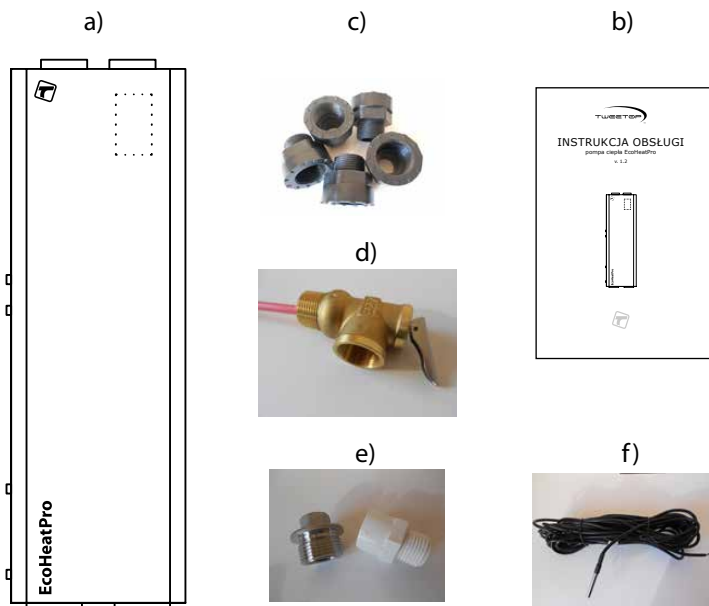 a)
c)
b)
TWEETOP
INSTRUKCJA OBSŁUGI
pompa ciepła EcoHeatPro
v. 1.2
d)
e)
f)
EcoHeatPro